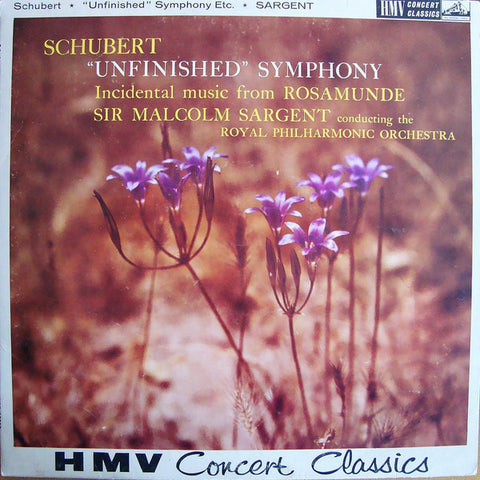 Schubert ★ "Unfinished" Symphony Etc. ★ SARGENT
HMV CONCERT CLASSICS
SCHUBERT
"UNFINISHED" SYMPHONY
Incidental music from ROSAMUNDE
SIR MALCOLM SARGENT conducting the
ROYAL PHILHARMONIC ORCHESTRA
HMV Concert Classics